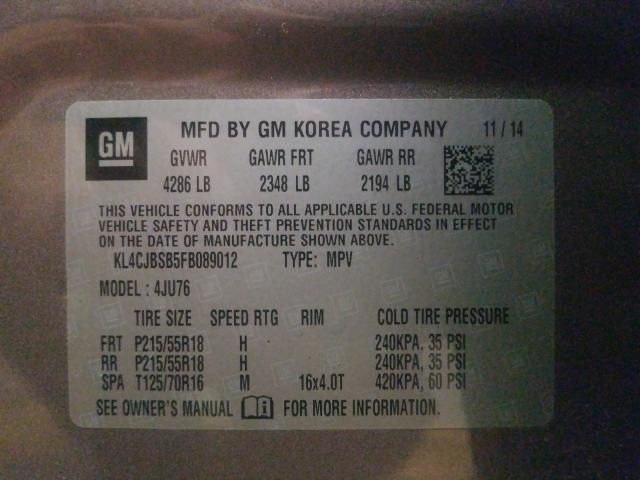 GM MFD BY GM KOREA COMPANY 11/14
GVWR GAWR FRT GAWR RR
4286 LB 2348 LB 2194 LB
THIS VEHICLE CONFORMS TO ALL APPLICABLE U.S. FEDERAL MOTOR
VEHICLE SAFETY AND THEFT PREVENTION STANDARDS IN EFFECT
ON THE DATE OF MANUFACTURE SHOWN ABOVE.
KL4CJBSB5FB089012 TYPE: MPV
MODEL : 4JU76
TIRE SIZE SPEED RTG RIM COLD TIRE PRESSURE
FRT P215/55R18 H 240KPA, 35 PSI
RR P215/55R18 H 240KPA, 35 PSI
SPA T125/70R16 M 16x4.0T 420KPA, 60 PSI
SEE OWNER'S MANUAL FOR MORE INFORMATION.